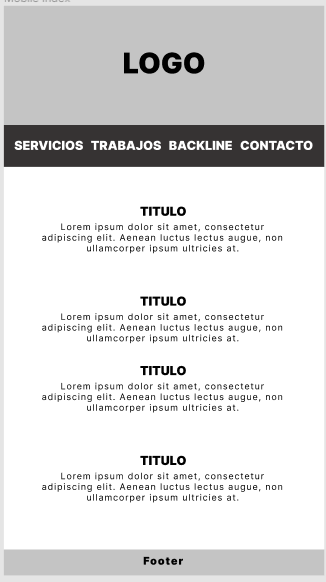 Mobile Index
LOGO
SERVICIOS TRABAJOS BACKLINE CONTACTO
TITULO
Lorem ipsum dolor sit amet, consectetur
adipiscing elit. Aenean luctus lectus augue, non
ullamcorper ipsum ultricies at.
TITULO
Lorem ipsum dolor sit amet, consectetur
adipiscing elit. Aenean luctus lectus augue, non
ullamcorper ipsum ultricies at.
TITULO
Lorem ipsum dolor sit amet, consectetur
adipiscing elit. Aenean luctus lectus augue, non
ullamcorper ipsum ultricies at.
TITULO
Lorem ipsum dolor sit amet, consectetur
adipiscing elit. Aenean luctus lectus augue, non
ullamcorper ipsum ultricies at.
Footer